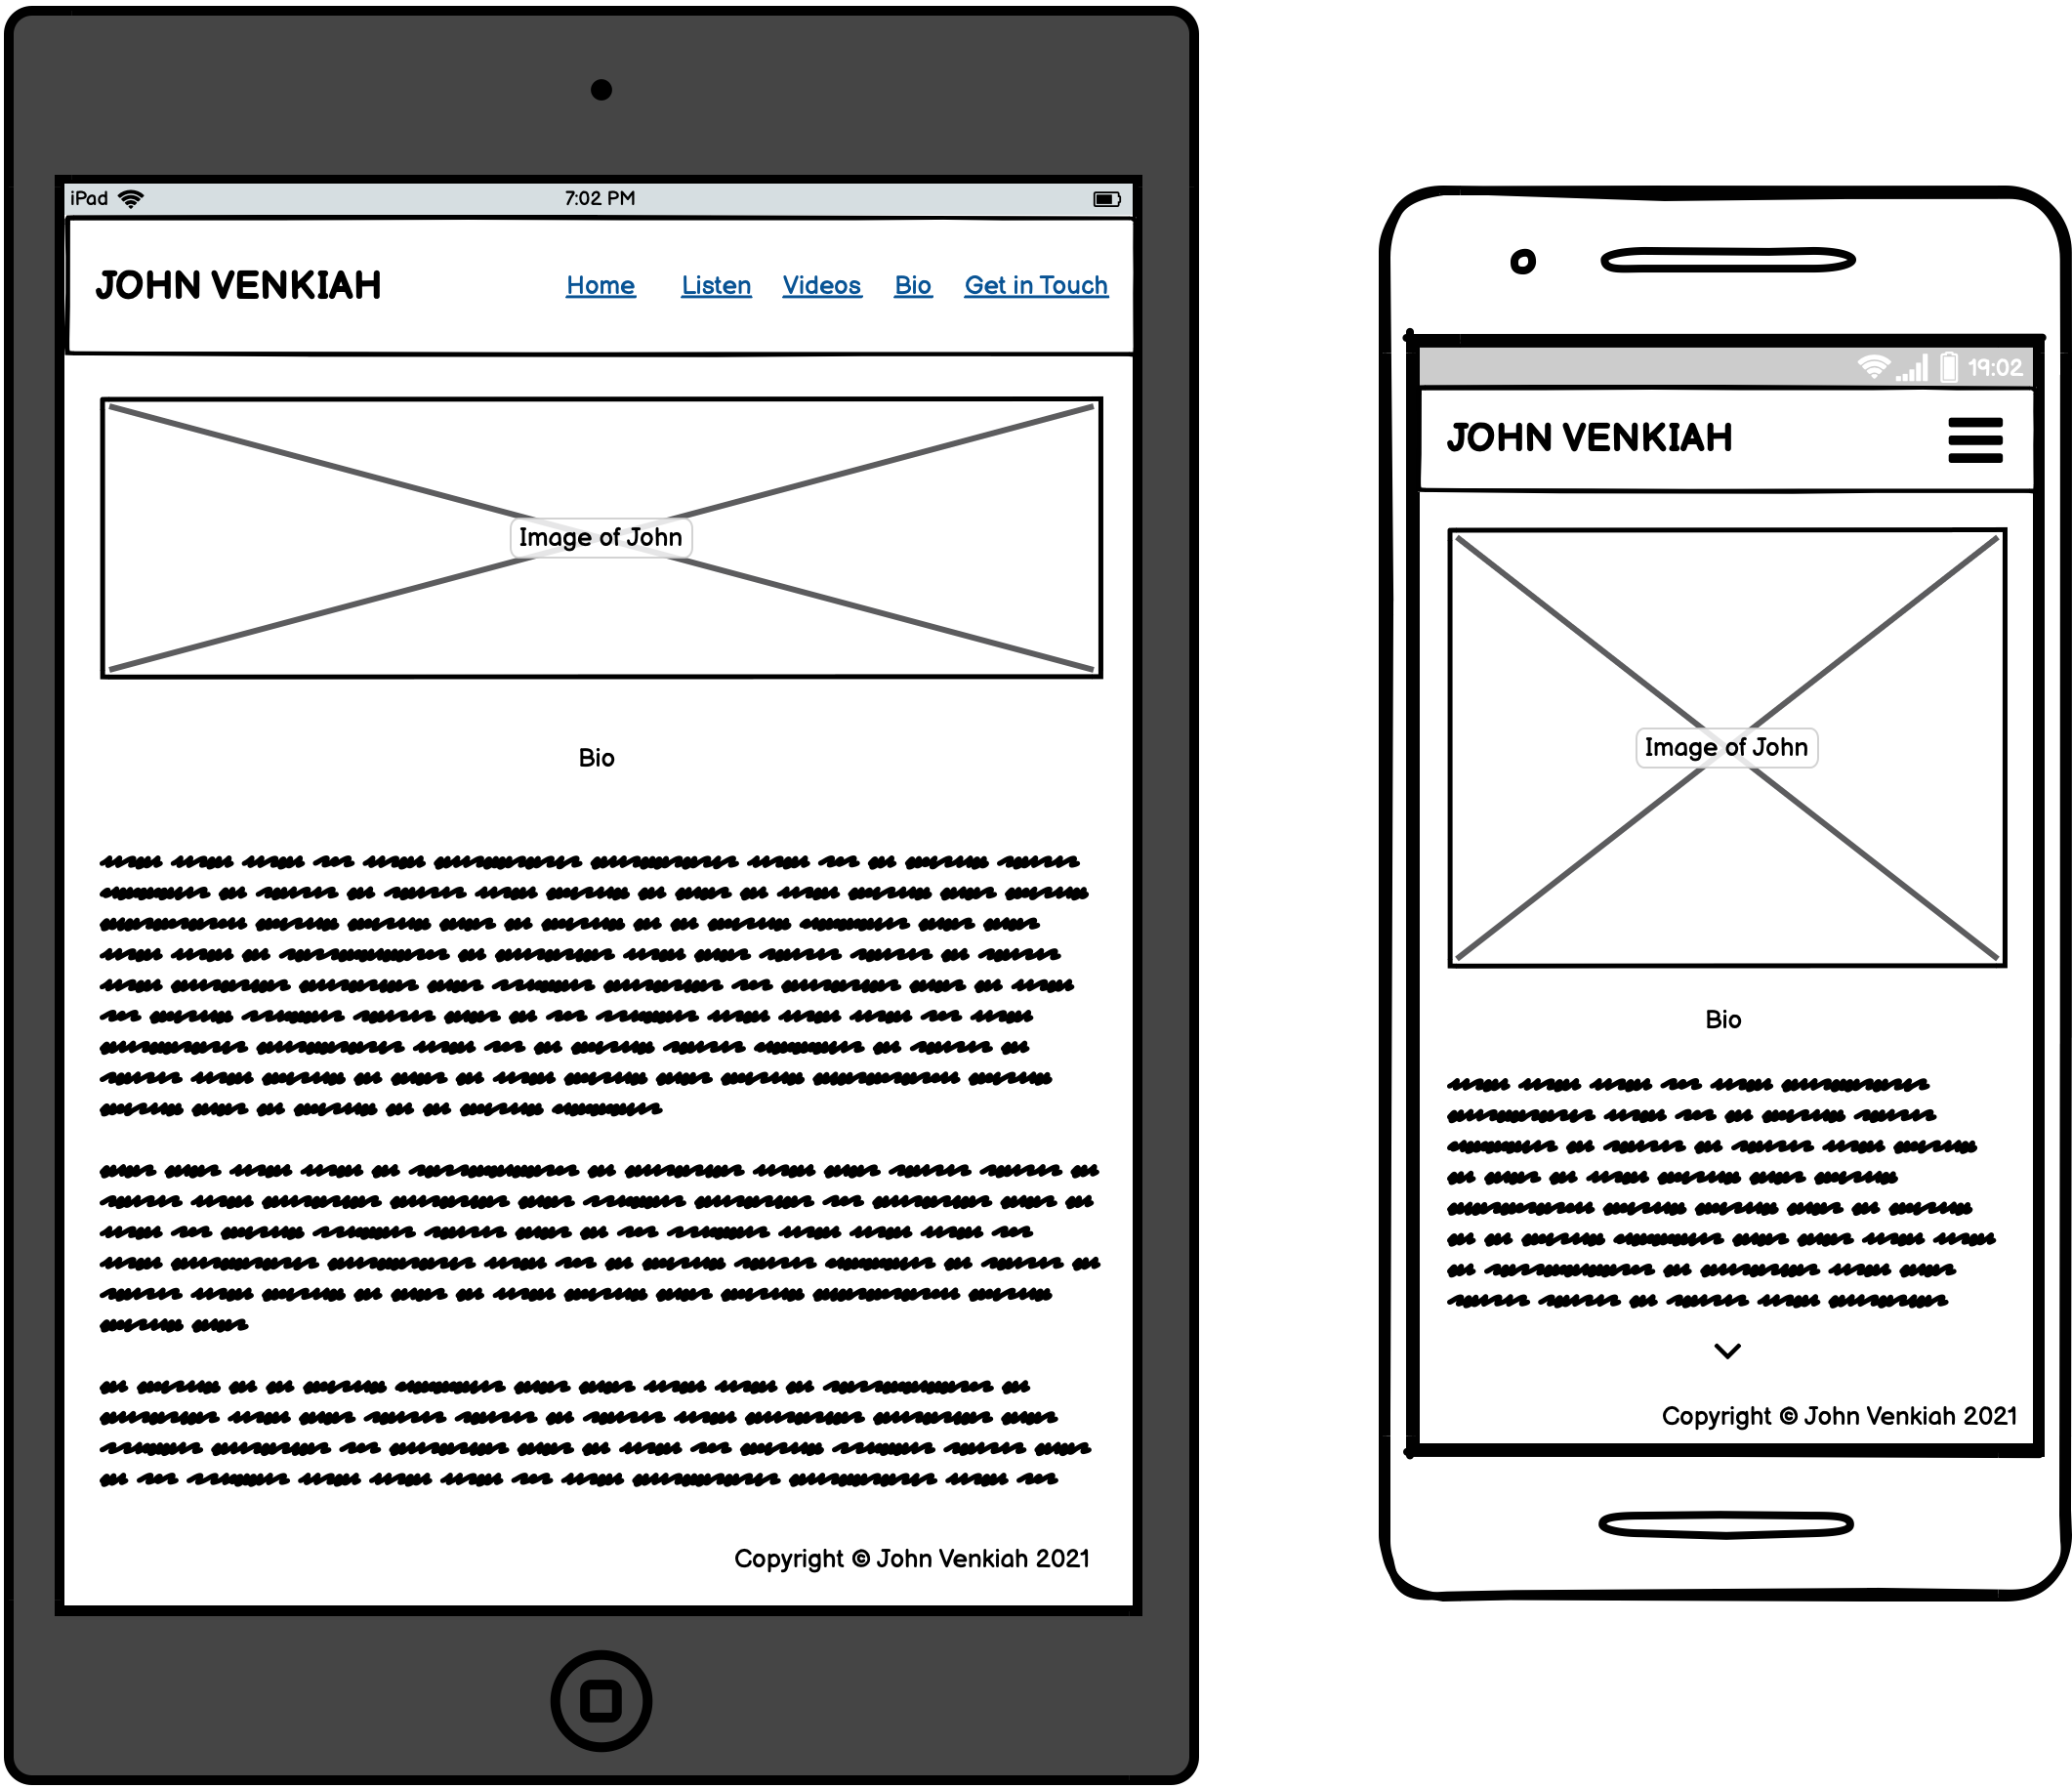 iPad 7:02 PM
JOHN VENKIAH Home Listen Videos Bio Get in Touch
Image of John
Bio
Copyright © John Venkiah 2021
19:02
JOHN VENKIAH
Image of John
Bio
Copyright © John Venkiah 2021